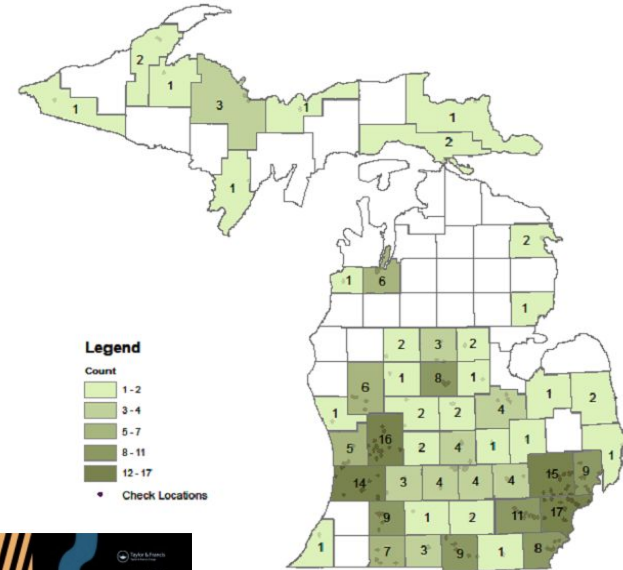 2
1
1 3 1 1
2
1
2
1 6
1
2 3 2
1 8 1
6 4 1 2
1 2 2
5 16 2 4 1 1 1
14 3 4 4 4 15 9
9 1 2 11 17
1 7 3 9 1 8
Legend
Count
1 - 2
3 - 4
5 - 7
8 - 11
12 - 17
Check Locations
Taylor & Francis